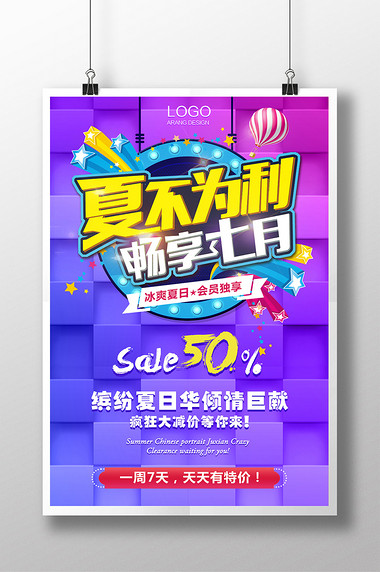 LOGO
ARANG DESIGN
夏不为利
畅享七月
冰爽夏日★会员独享
Sale 50%
缤纷夏日华倾请巨献
疯狂大减价等你来!
Summer Chinese portrait Juxian Crazy
Clearance waiting for you!
一周7天，天天有特价！